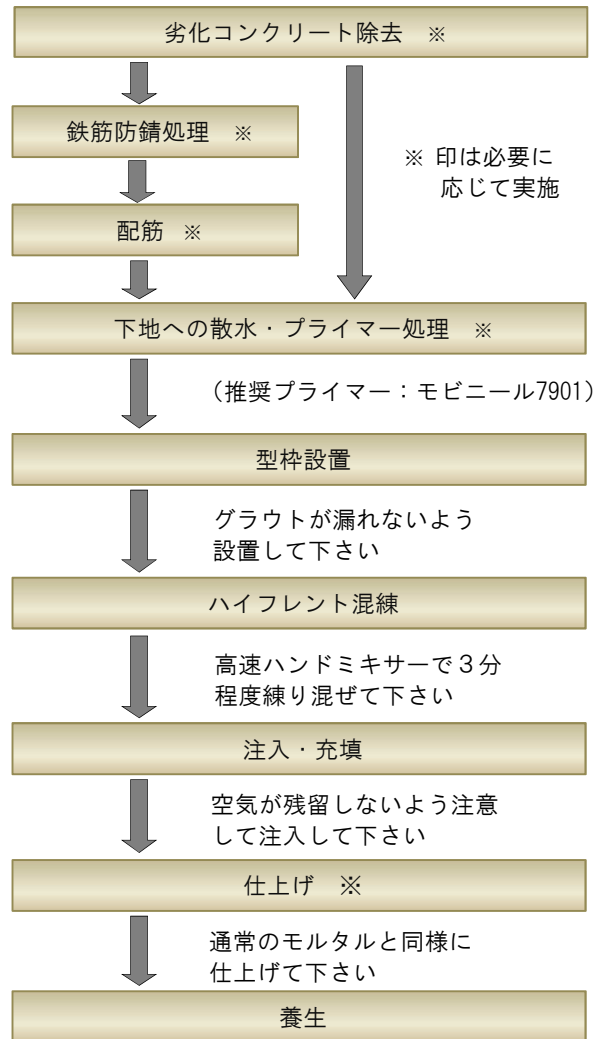 劣化コンクリート除去　※
鉄筋防錆処理　※
※ 印は必要に
応じて実施
配筋　※
下地への散水・プライマー処理　※
（推奨プライマー：モビニール7901）
型枠設置
グラウトが漏れないよう
設置して下さい
ハイフレント混練
高速ハンドミキサーで３分
程度練り混ぜて下さい
注入・充填
空気が残留しないよう注意
して注入して下さい
仕上げ　※
通常のモルタルと同様に
仕上げて下さい
養生